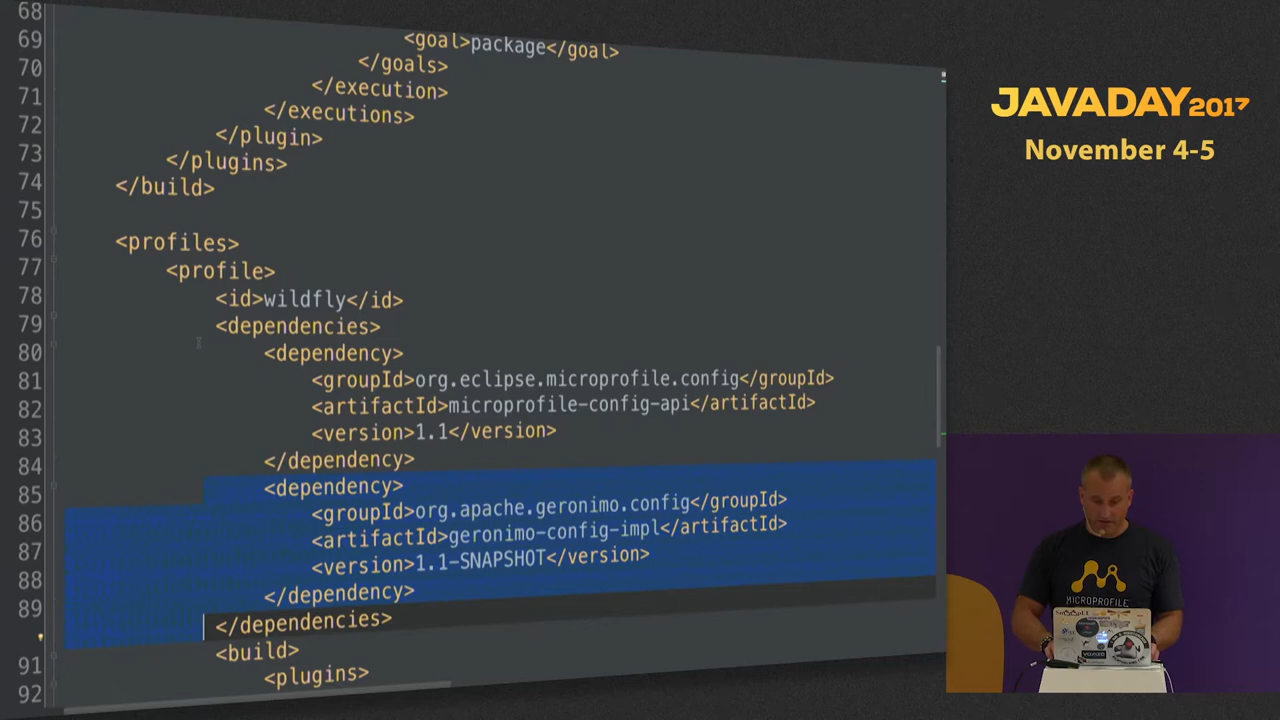 68
69 <goal>package</goal>
70 </goals>
71 </execution>
72 </executions>
73 </plugin>
74 </plugins>
75 </build>
76
77 <profiles>
78 <profile>
79 <id>wildfly</id>
80 <dependencies>
81 <dependency>
82 <groupId>org.eclipse.microprofile.config</groupId>
83 <artifactId>microprofile-config-api</artifactId>
84 <version>1.1</version>
85 </dependency>
86 <dependency>
87 <groupId>org.apache.geronimo.config</groupId>
88 <artifactId>geronimo-config-impl</artifactId>
89 <version>1.1-SNAPSHOT</version>
</dependency>
91 </dependencies>
92 <build>
<plugins>
JAVADAY2017
November 4-5
MICROPROFILE
VOXXED